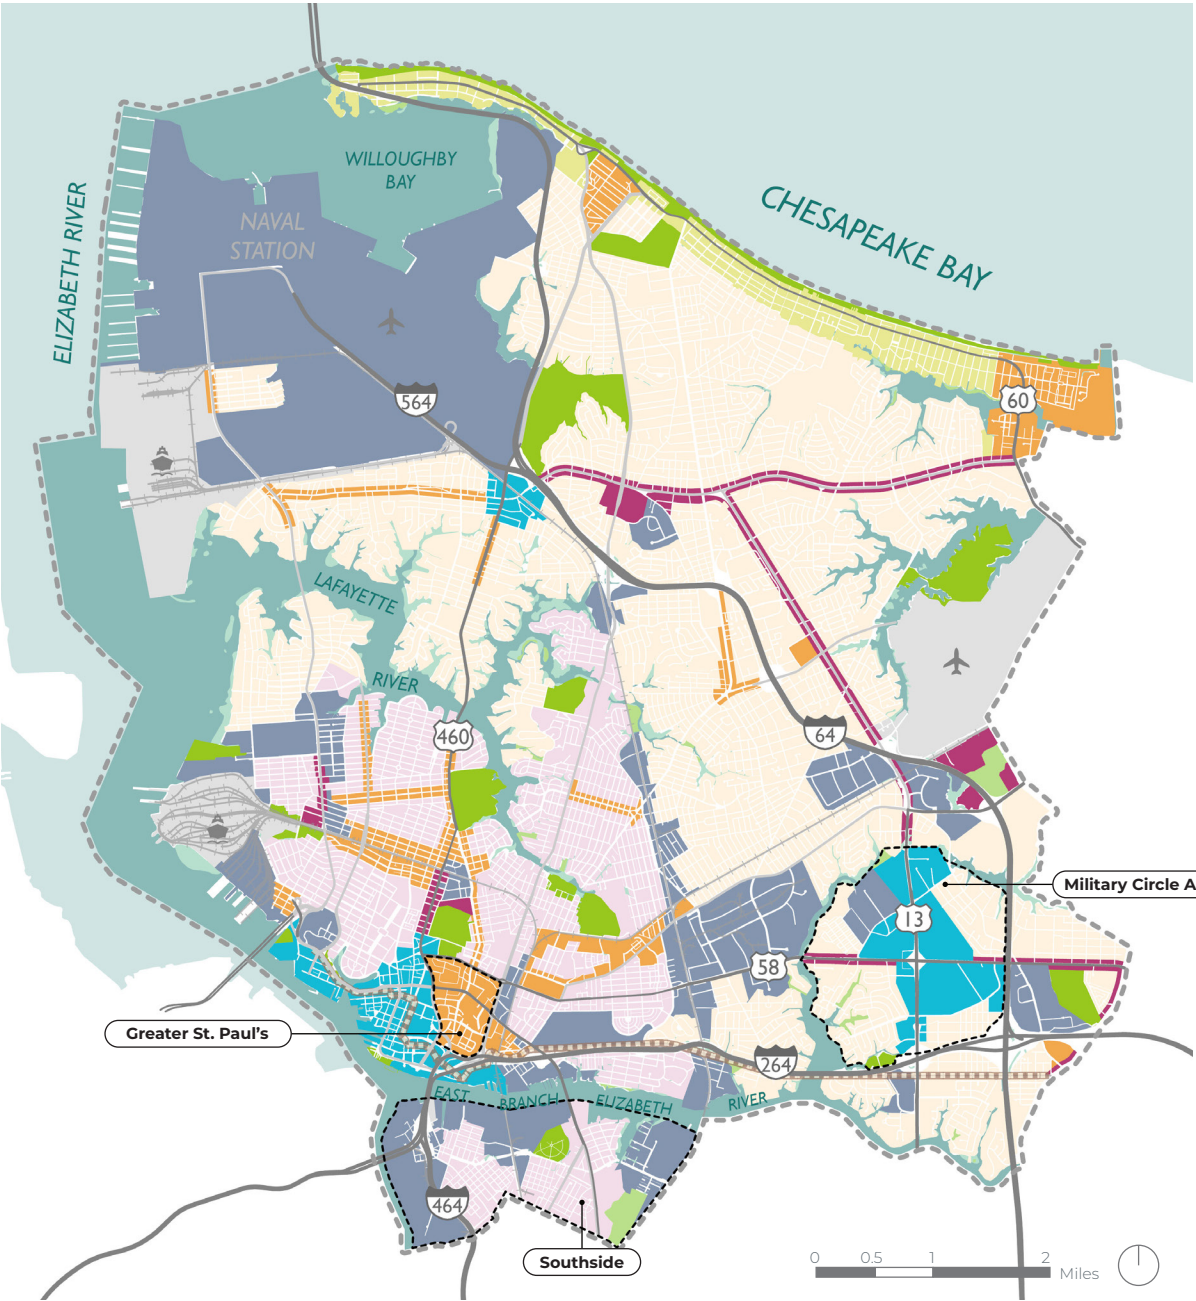 WILLOUGHBY
BAY
NAVAL
STATION
ELIZABETH RIVER
CHESAPEAKE BAY
564
60
LAFAYETTE
RIVER
460
64
Military Circle A
13
58
Greater St. Paul's
264
EAST BRANCH ELIZABETH RIVER
464
Southside
0 0.5 1 2
Miles